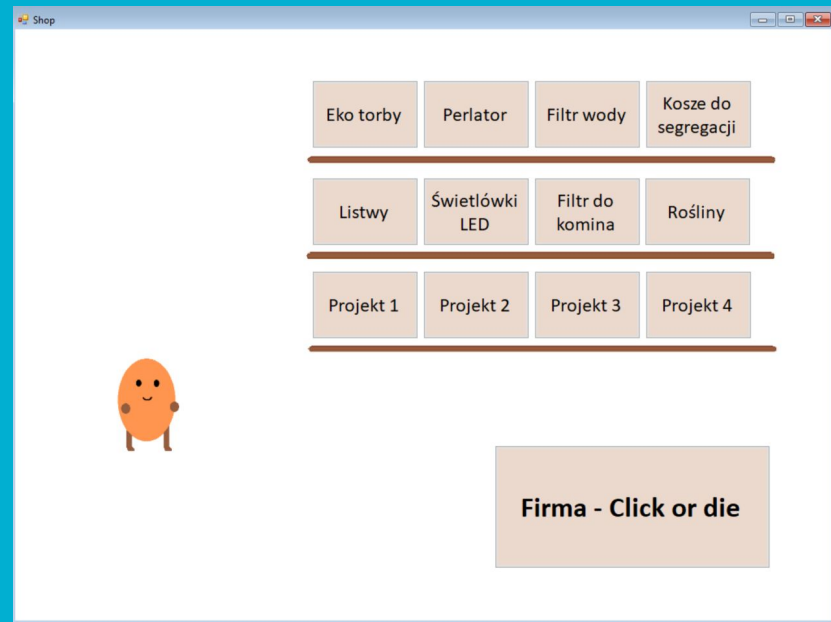 Shop
Eko torby
Perlator
Filtr wody
Kosze do
segregacji
Listwy
Świetlówki
LED
Filtr do
komina
Rośliny
Projekt 1
Projekt 2
Projekt 3
Projekt 4
Firma - Click or die